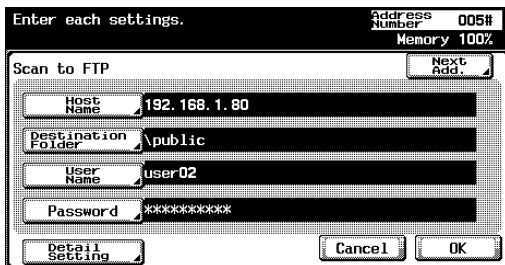 Enter each settings.
Address Number 005#
Memory 100%
Scan to FTP
Next Add.
Host Name 192.168.1.80
Destination Folder \public
User Name user02
Password **********
Detail Setting
Cancel OK